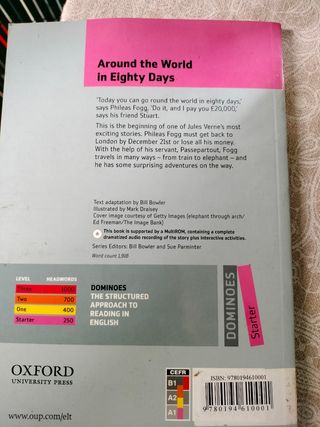 Around the World
in Eighty Days
'Today you can go round the world in eighty days,'
says Phileas Fogg. 'Do it, and I pay you £20,000,'
says his friend Stuart.
This is the beginning of one of Jules Verne's most
exciting stories. Phileas Fogg must get back to
London by December 21st or lose all his money.
With the help of his servant, Passepartout, Fogg
travels in many ways – from train to elephant – and
he has some surprising adventures on the way.
Text adaptation by Bill Bowler
Illustrated by Mark Draisey
Cover image courtesy of Getty Images (elephant through arch/
Ed Freeman/The Image Bank)
This book is supported by a MultiROM, containing a complete
dramatized audio recording of the story plus interactive activities.
Series Editors: Bill Bowler and Sue Parminter
Word count 1,918
LEVEL HEADWORDS
Three 1000
Two 700
One 400
Starter 250
DOMINOES
THE STRUCTURED
APPROACH TO
READING IN
ENGLISH
DOMINOES
Starter
OXFORD
UNIVERSITY PRESS
www.oup.com/elt
CEFR
B1
A2
A1
ISBN: 9780194610001
9 780194 610001